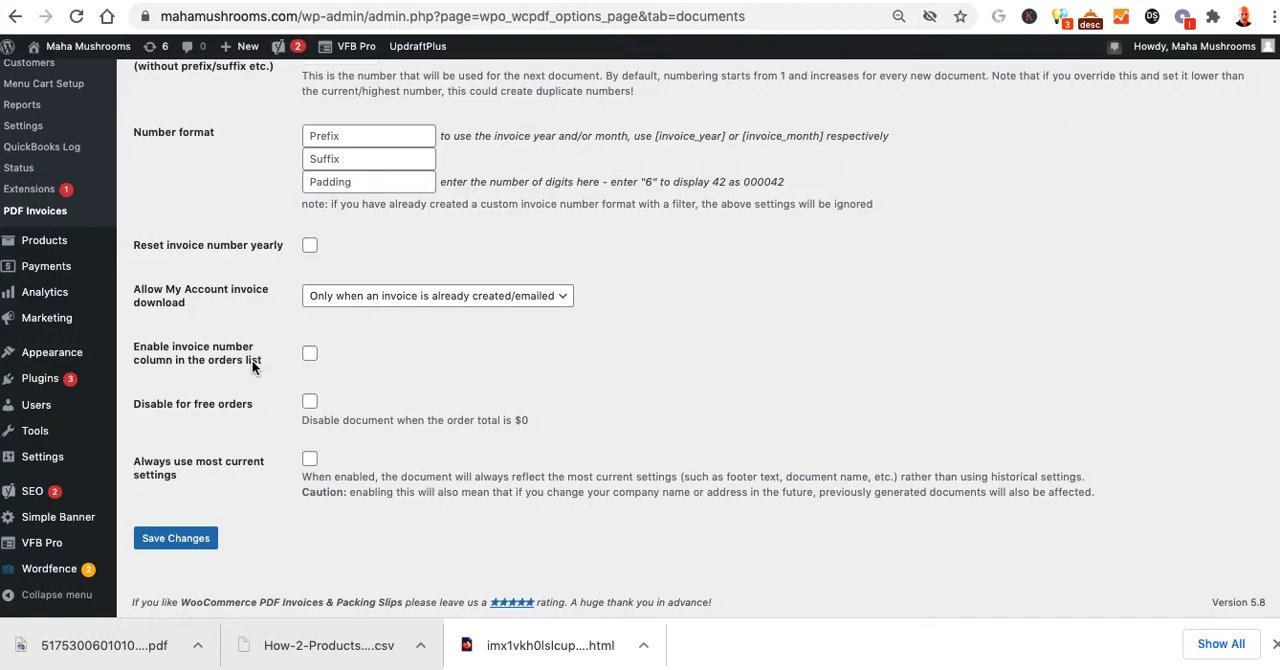 mahamushrooms.com/wp-admin/admin.php?page=wpo_wcpdf_options_page&tab=documents
3
desc
DS
!
Maha Mushrooms
6
0
New
2
VFB Pro
UpdraftPlus
Howdy, Maha Mushrooms
Customers
Menu Cart Setup
Reports
Settings
QuickBooks Log
Status
Extensions 1
PDF Invoices
Products
Payments
Analytics
Marketing
Appearance
Plugins 3
Users
Tools
Settings
SEO 2
Simple Banner
VFB Pro
Wordfence 2
Collapse menu
(without prefix/suffix etc.)
This is the number that will be used for the next document. By default, numbering starts from 1 and increases for every new document. Note that if you override this and set it lower than
the current/highest number, this could create duplicate numbers!
Number format
Prefix
to use the invoice year and/or month, use [invoice_year] or [invoice_month] respectively
Suffix
Padding
enter the number of digits here - enter "6" to display 42 as 000042
note: if you have already created a custom invoice number format with a filter, the above settings will be ignored
Reset invoice number yearly
Allow My Account invoice
download
Only when an invoice is already created/emailed
Enable invoice number
column in the orders list
Disable for free orders
Disable document when the order total is $0
Always use most current
settings
When enabled, the document will always reflect the most current settings (such as footer text, document name, etc.) rather than using historical settings.
Caution: enabling this will also mean that if you change your company name or address in the future, previously generated documents will also be affected.
Save Changes
If you like WooCommerce PDF Invoices & Packing Slips please leave us a ★★★★★ rating. A huge thank you in advance!
Version 5.8
5175300601010....pdf
How-2-Products....csv
imx1vkh0lslcup....html
Show All